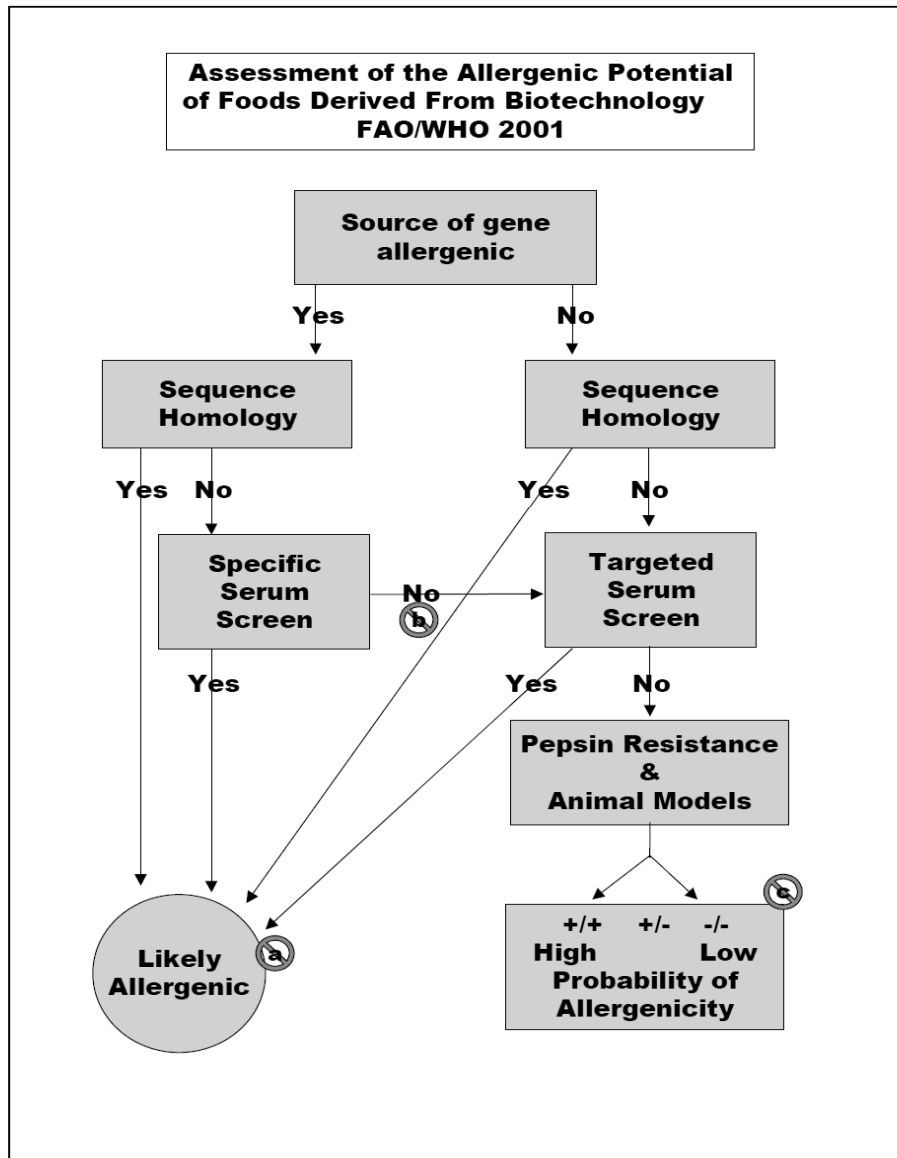 Assessment of the Allergenic Potential
of Foods Derived From Biotechnology
FAO/WHO 2001
Source of gene
allergenic
Yes
No
Sequence
Homology
Sequence
Homology
Yes
No
Yes
No
Specific
Serum
Screen
No
b
Targeted
Serum
Screen
Yes
Yes
No
Pepsin Resistance
&
Animal Models
c
Likely
Allergenic
a
+/+ +/- -/-
High Low
Probability of
Allergenicity